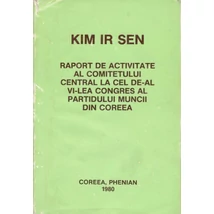 KIM IR SEN
RAPORT DE ACTIVITATE
AL COMITETULUI
CENTRAL LA CEL DE-AL
VI-LEA CONGRES AL
PARTIDULUI MUNCII
DIN COREEA
COREEA, PHENIAN
1980